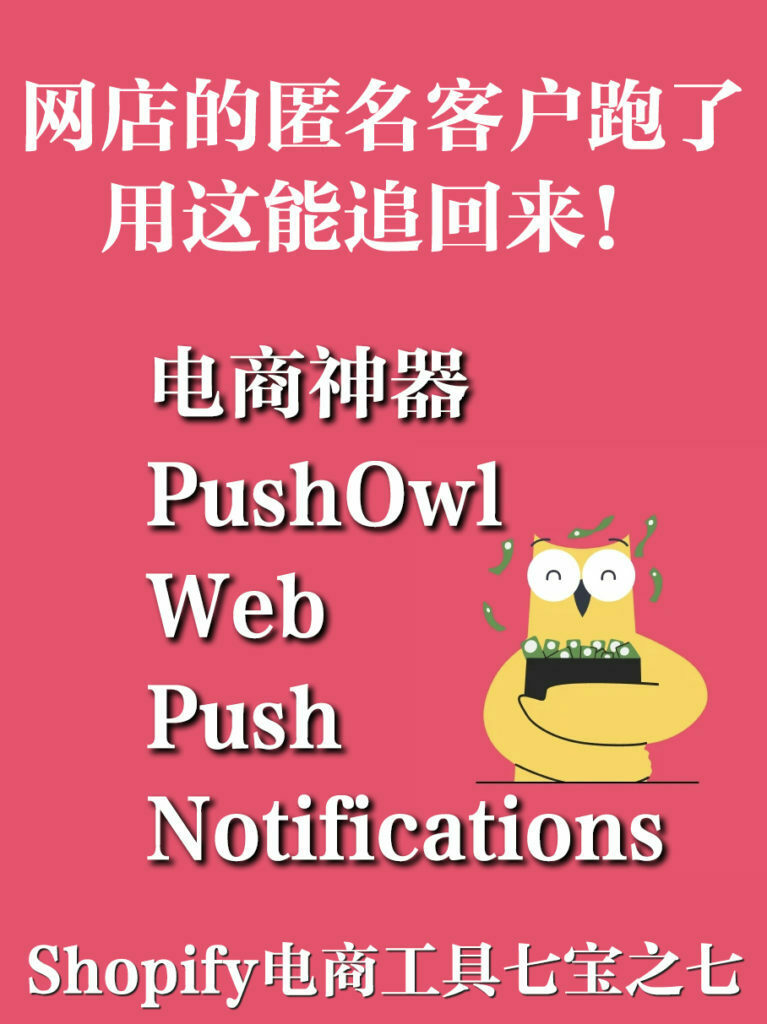 网店的匿名客户跑了
用这能追回来!
电商神器
PushOwl
Web
Push
Notifications
Shopify电商工具七宝之七